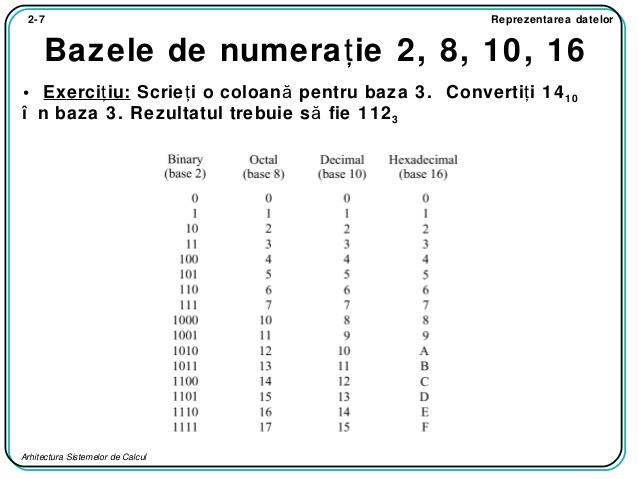 2-7 Reprezentarea datelor
Bazele de numerație 2, 8, 10, 16
• Exercițiu: Scrieți o coloană pentru baza 3. Convertiți 14₁₀
î n baza 3. Rezultatul trebuie să fie 112₃
Binary Octal Decimal Hexadecimal
(base 2) (base 8) (base 10) (base 16)
0 0 0 0
1 1 1 1
10 2 2 2
11 3 3 3
100 4 4 4
101 5 5 5
110 6 6 6
111 7 7 7
1000 10 8 8
1001 11 9 9
1010 12 10 A
1011 13 11 B
1100 14 12 C
1101 15 13 D
1110 16 14 E
1111 17 15 F
Arhitectura Sistemelor de Calcul